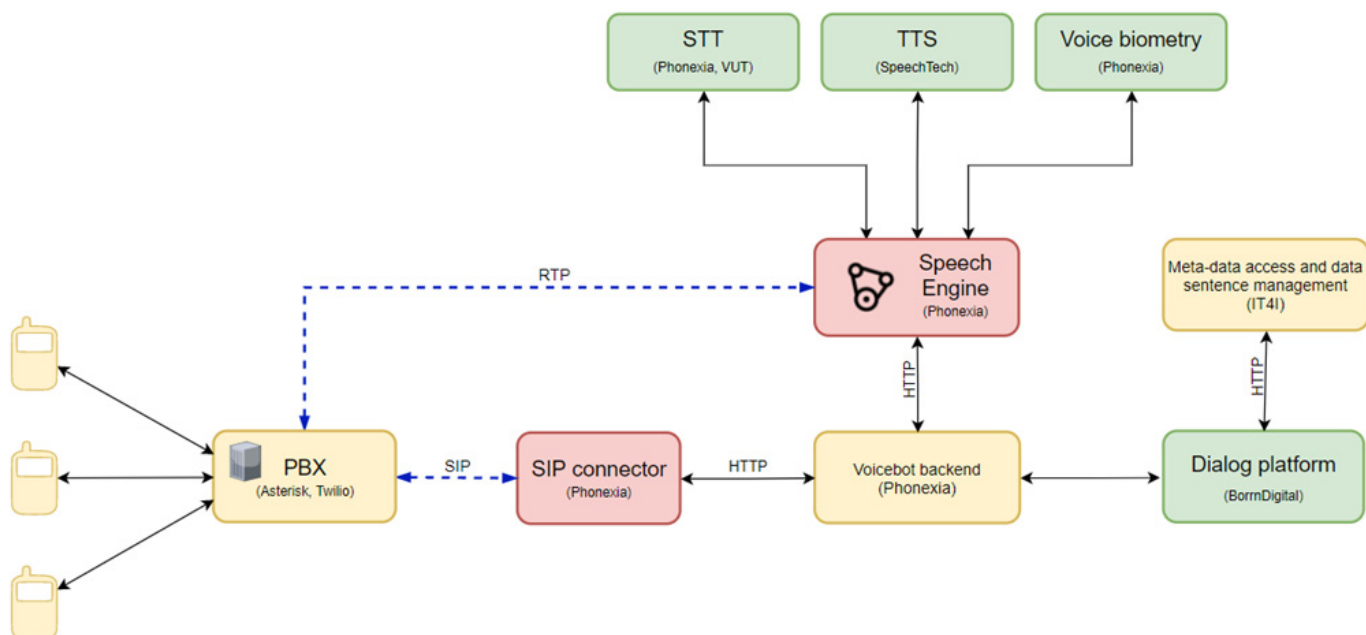 STT
(Phonexia, VUT)
TTS
(SpeechTech)
Voice biometry
(Phonexia)
RTP
Speech
Engine
(Phonexia)
Meta-data access and data
sentence management
(IT4I)
HTTP
HTTP
PBX
(Asterisk, Twilio)
SIP
SIP connector
(Phonexia)
HTTP
Voicebot backend
(Phonexia)
Dialog platform
(BorrnDigital)